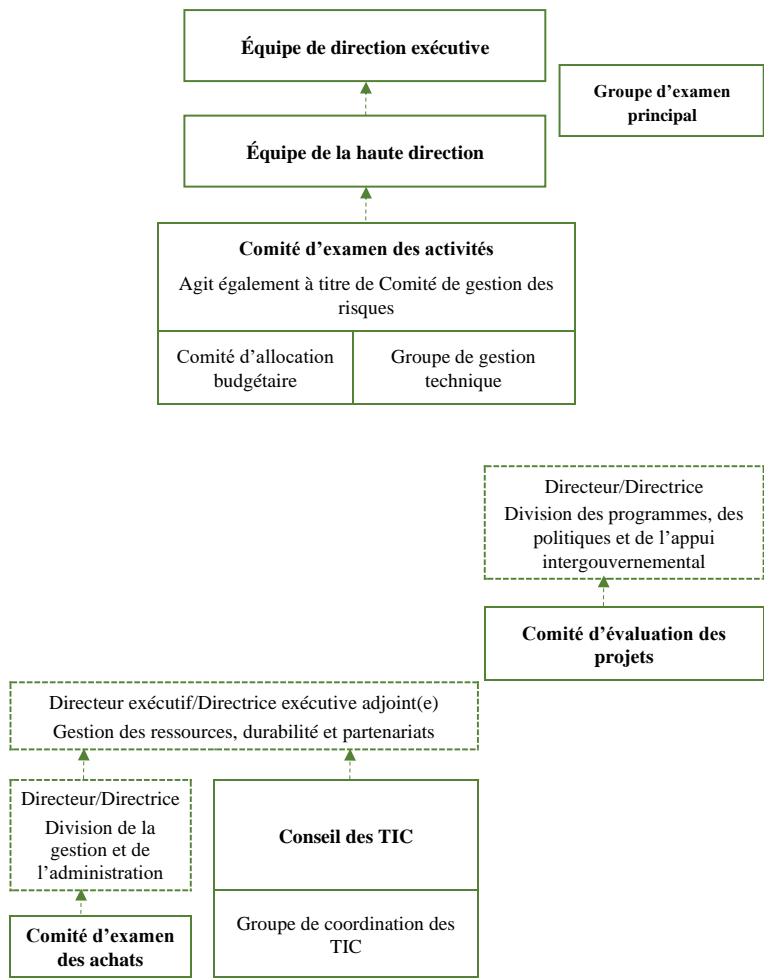 Équipe de direction exécutive
Groupe d’examen
principal
Équipe de la haute direction
Comité d’examen des activités
Agit également à titre de Comité de gestion des
risques
Comité d’allocation
budgétaire
Groupe de gestion
technique
Directeur/Directrice
Division des programmes, des
politiques et de l’appui
intergouvernemental
Comité d’évaluation des
projets
Directeur exécutif/Directrice exécutive adjoint(e)
Gestion des ressources, durabilité et partenariats
Directeur/Directrice
Division de la
gestion et de
l’administration
Conseil des TIC
Comité d’examen
des achats
Groupe de coordination des
TIC